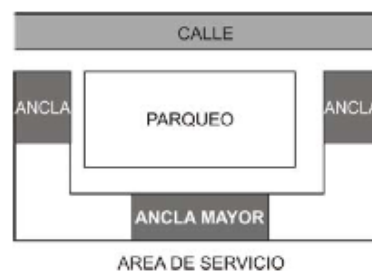 CALLE
ANCLA
PARQUEO
ANCLA
ANCLA MAYOR
AREA DE SERVICIO